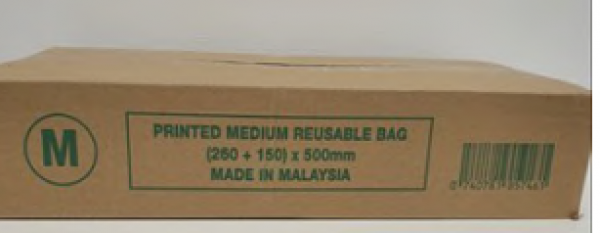 M
PRINTED MEDIUM REUSABLE BAG
(260 + 150) x 500mm
MADE IN MALAYSIA